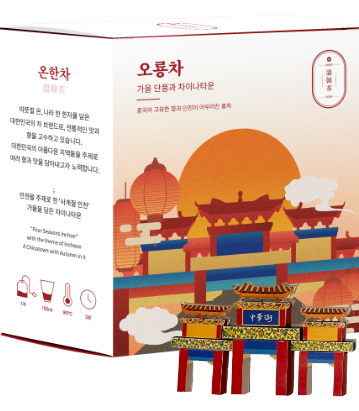 온한차
溫韓茶
따뜻할 온, 나라 한 한자를 담은
대한민국의 차 브랜드로, 전통적인 맛과
향을 고수하고 있습니다.
대한민국의 아름다운 지역들을 주제로
여러 향과 맛을 담아내고자 노력합니다.
;
인천을 주제로 한 '사계절 인천'
가을을 담은 차이나타운
"Four Seasons Inchen"
with the theme of Incheon
A Chinatown with Autumn in it
1개
150ml
90°C
2분
오룡차
가을 단풍과 차이나타운
중국의 고유한 향과 인천이 어우러진 홍차
溫韓茶
中華街